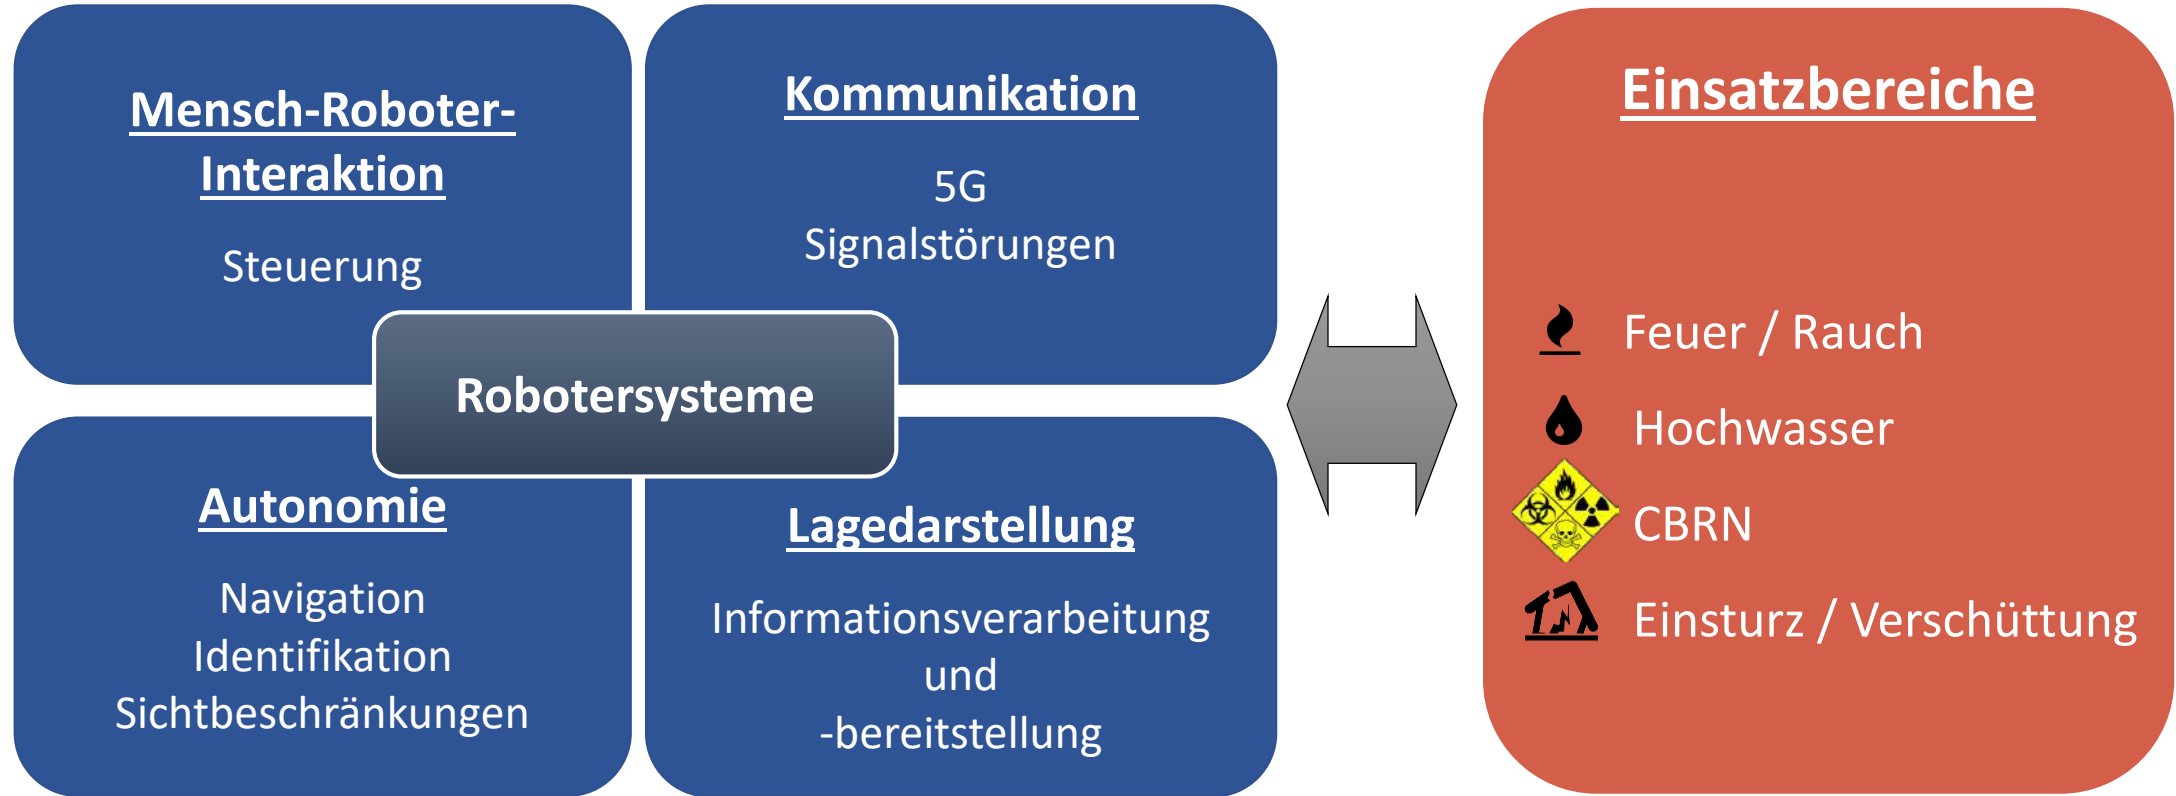 Mensch-Roboter-
Interaktion
Steuerung
Kommunikation
5G
Signalstörungen
Robotersysteme
Autonomie
Navigation
Identifikation
Sichtbeschränkungen
Lagedarstellung
Informationsverarbeitung
und
-bereitstellung
Einsatzbereiche
Feuer / Rauch
Hochwasser
CBRN
Einsturz / Verschüttung